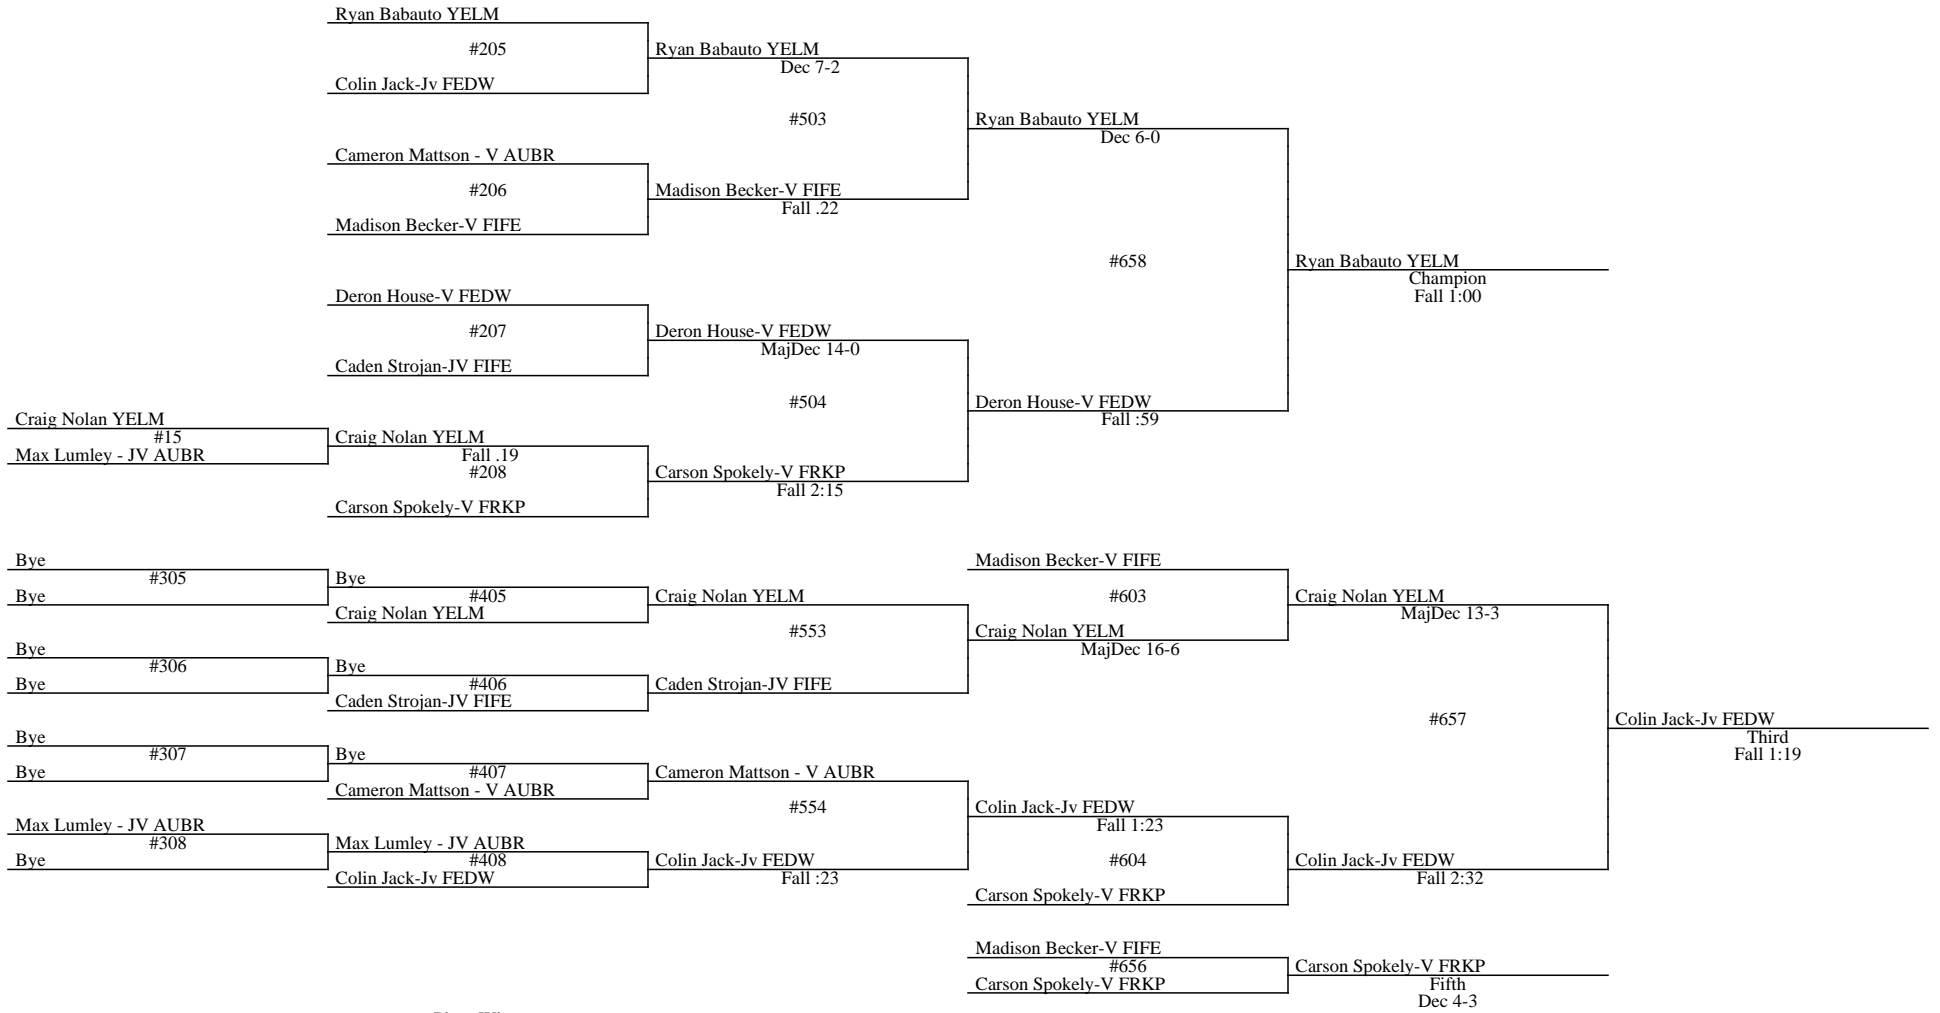 Ryan Babauto YELM
#205
Colin Jack-Jv FEDW
Ryan Babauto YELM
Dec 7-2
#503
Cameron Mattson - V AUBR
#206
Madison Becker-V FIFE
Madison Becker-V FIFE
Fall .22
Ryan Babauto YELM
Dec 6-0
#658
Ryan Babauto YELM
Champion
Fall 1:00
Deron House-V FEDW
#207
Caden Strojan-JV FIFE
Deron House-V FEDW
MajDec 14-0
#504
Deron House-V FEDW
Fall :59
Craig Nolan YELM
#15
Max Lumley - JV AUBR
Craig Nolan YELM
Fall .19
#208
Carson Spokely-V FRKP
Carson Spokely-V FRKP
Fall 2:15
Bye
#305
Bye
Bye
#405
Craig Nolan YELM
Craig Nolan YELM
#553
Bye
#306
Bye
Bye
#406
Caden Strojan-JV FIFE
Caden Strojan-JV FIFE
Madison Becker-V FIFE
#603
Craig Nolan YELM
MajDec 16-6
Craig Nolan YELM
MajDec 13-3
#657
Colin Jack-Jv FEDW
Third
Fall 1:19
Bye
#307
Bye
Bye
#407
Cameron Mattson - V AUBR
Cameron Mattson - V AUBR
#554
Max Lumley - JV AUBR
#308
Bye
Max Lumley - JV AUBR
#408
Colin Jack-Jv FEDW
Colin Jack-Jv FEDW
Fall :23
Colin Jack-Jv FEDW
Fall 1:23
#604
Carson Spokely-V FRKP
Colin Jack-Jv FEDW
Fall 2:32
Madison Becker-V FIFE
#656
Carson Spokely-V FRKP
Carson Spokely-V FRKP
Fifth
Dec 4-3